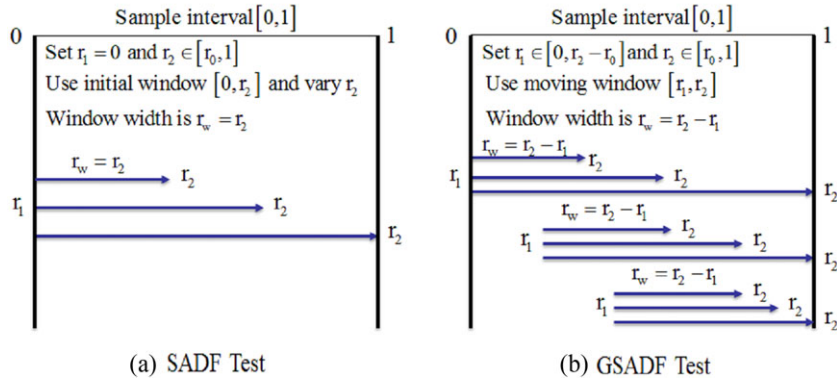 Sample interval[0,1]
0
1
Set r₁ = 0 and r₂ ∈[r₀,1]
Use initial window [0,r₂] and vary r₂
Window width is r_w = r₂
r_w = r₂
r₂
r₁
r₂
r₂
(a) SADF Test
Sample interval[0,1]
0
1
Set r₁ ∈[0,r₂ − r₀]and r₂ ∈[r₀,1]
Use moving window [r₁,r₂]
Window width is r_w = r₂ − r₁
r_w = r₂ − r₁
r₂
r₁
r₂
r₂
r_w = r₂ − r₁
r₂
r₁
r₂
r₂
r_w = r₂ − r₁
r₂
r₁
r₂
r₂
(b) GSADF Test